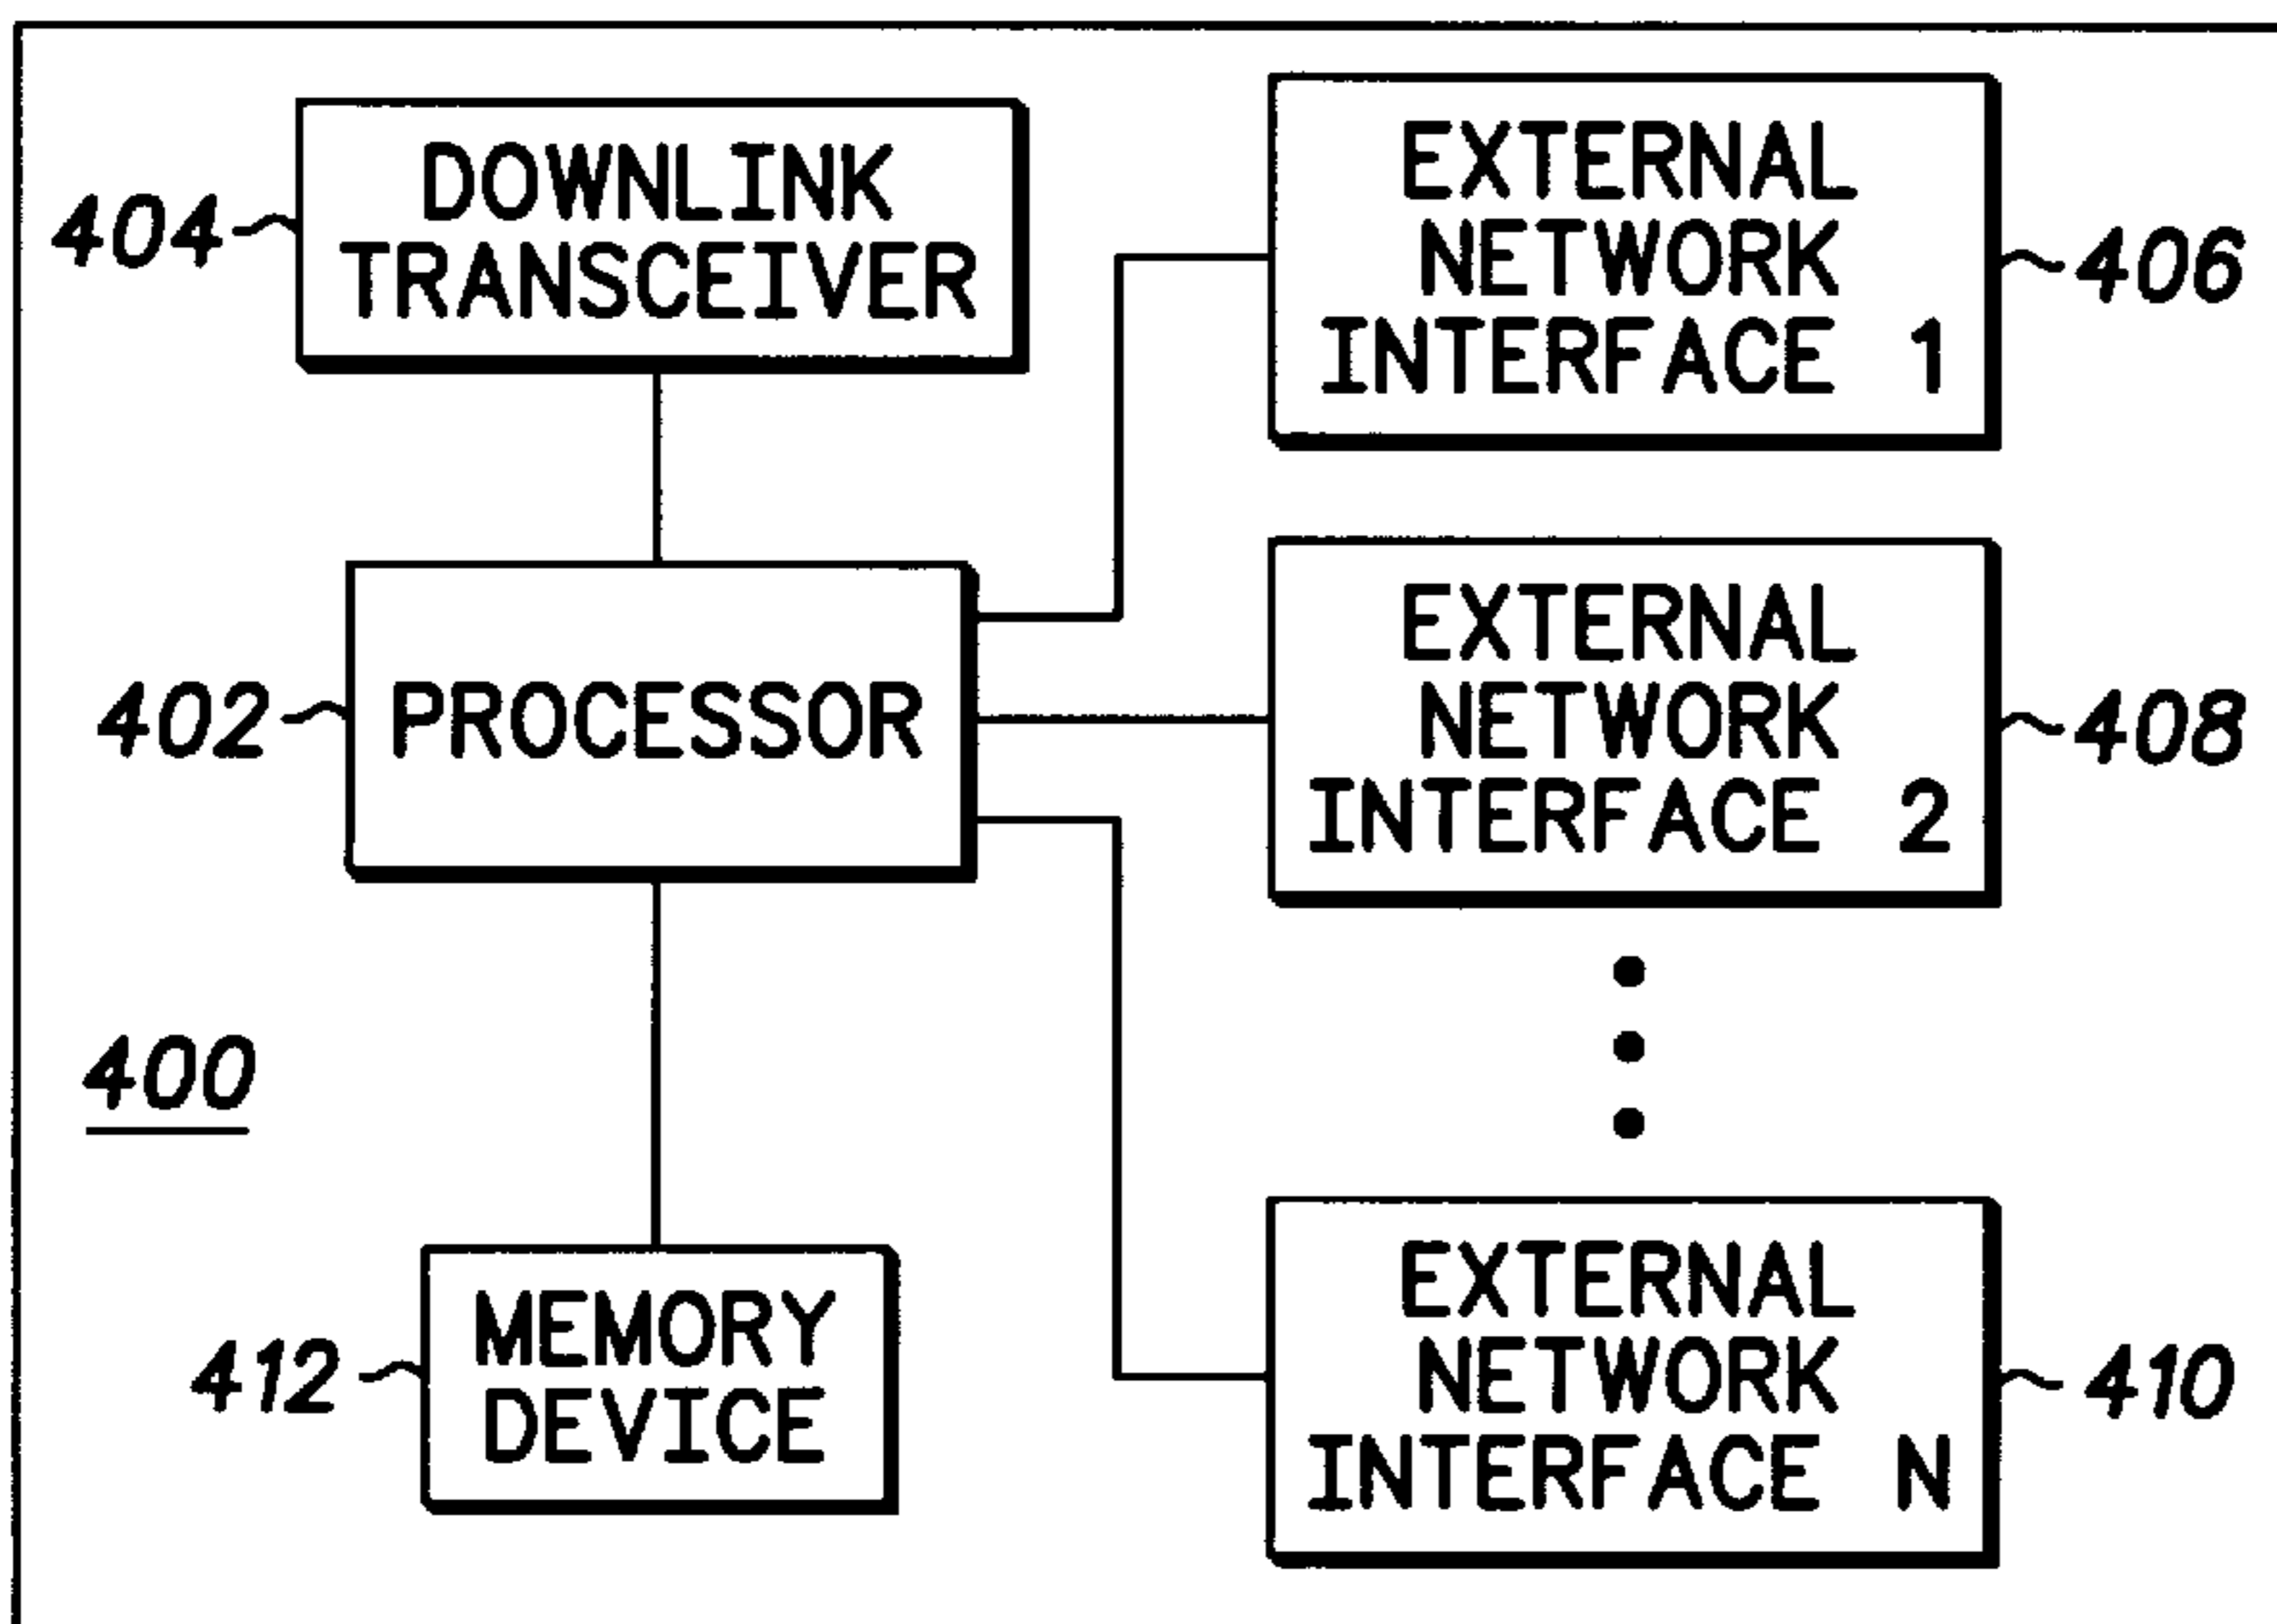 404
DOWNLINK
TRANSCEIVER
EXTERNAL
NETWORK
INTERFACE 1
406
402
PROCESSOR
EXTERNAL
NETWORK
INTERFACE 2
408
400
412
MEMORY
DEVICE
EXTERNAL
NETWORK
INTERFACE N
410